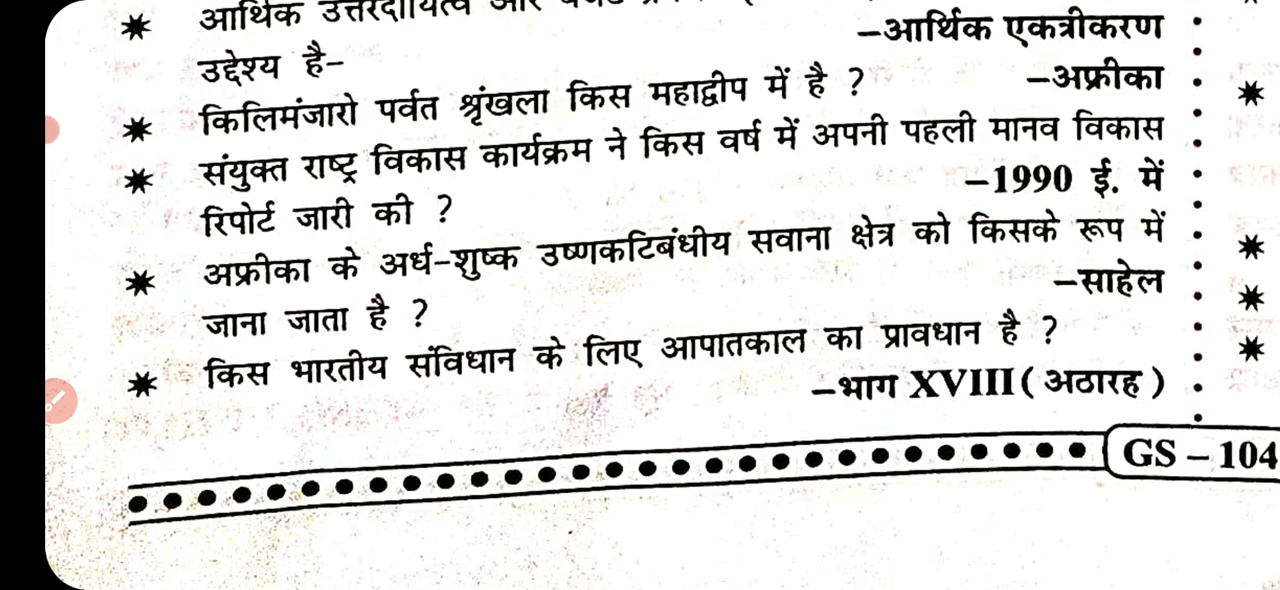 आर्थिक उत्तरदायित्व और
उद्देश्य है-
–आर्थिक एकत्रीकरण
किलिमंजारो पर्वत श्रृंखला किस महाद्वीप में है ?
–अफ्रीका
संयुक्त राष्ट्र विकास कार्यक्रम ने किस वर्ष में अपनी पहली मानव विकास
रिपोर्ट जारी की ?
–1990 ई. में
अफ्रीका के अर्ध-शुष्क उष्णकटिबंधीय सवाना क्षेत्र को किसके रूप में
जाना जाता है ?
–साहेल
किस भारतीय संविधान के लिए आपातकाल का प्रावधान है ?
–भाग XVIII ( अठारह )
GS – 104